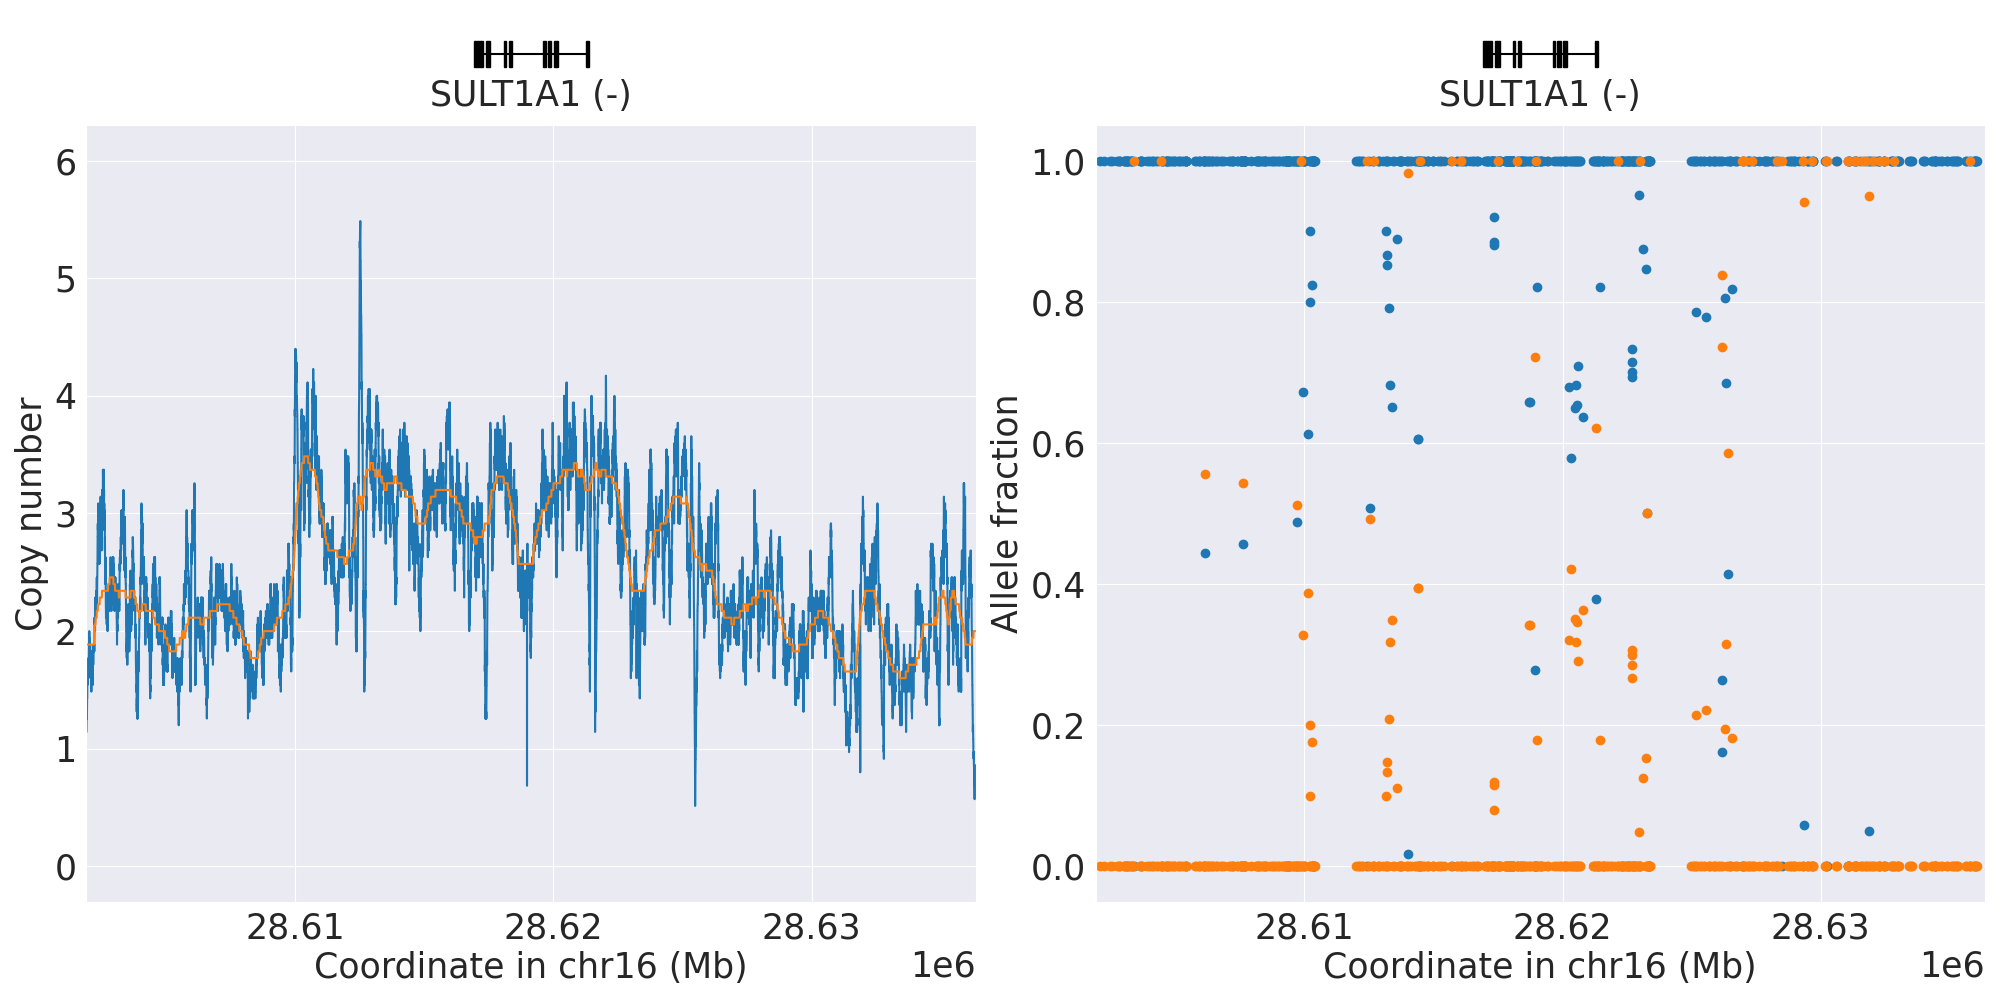 SULT1A1 (-)
6
5
4
3
2
1
0
Copy number
28.61
28.62
28.63
Coordinate in chr16 (Mb)
1e6
SULT1A1 (-)
1.0
0.8
0.6
0.4
0.2
0.0
Allele fraction
28.61
28.62
28.63
Coordinate in chr16 (Mb)
1e6